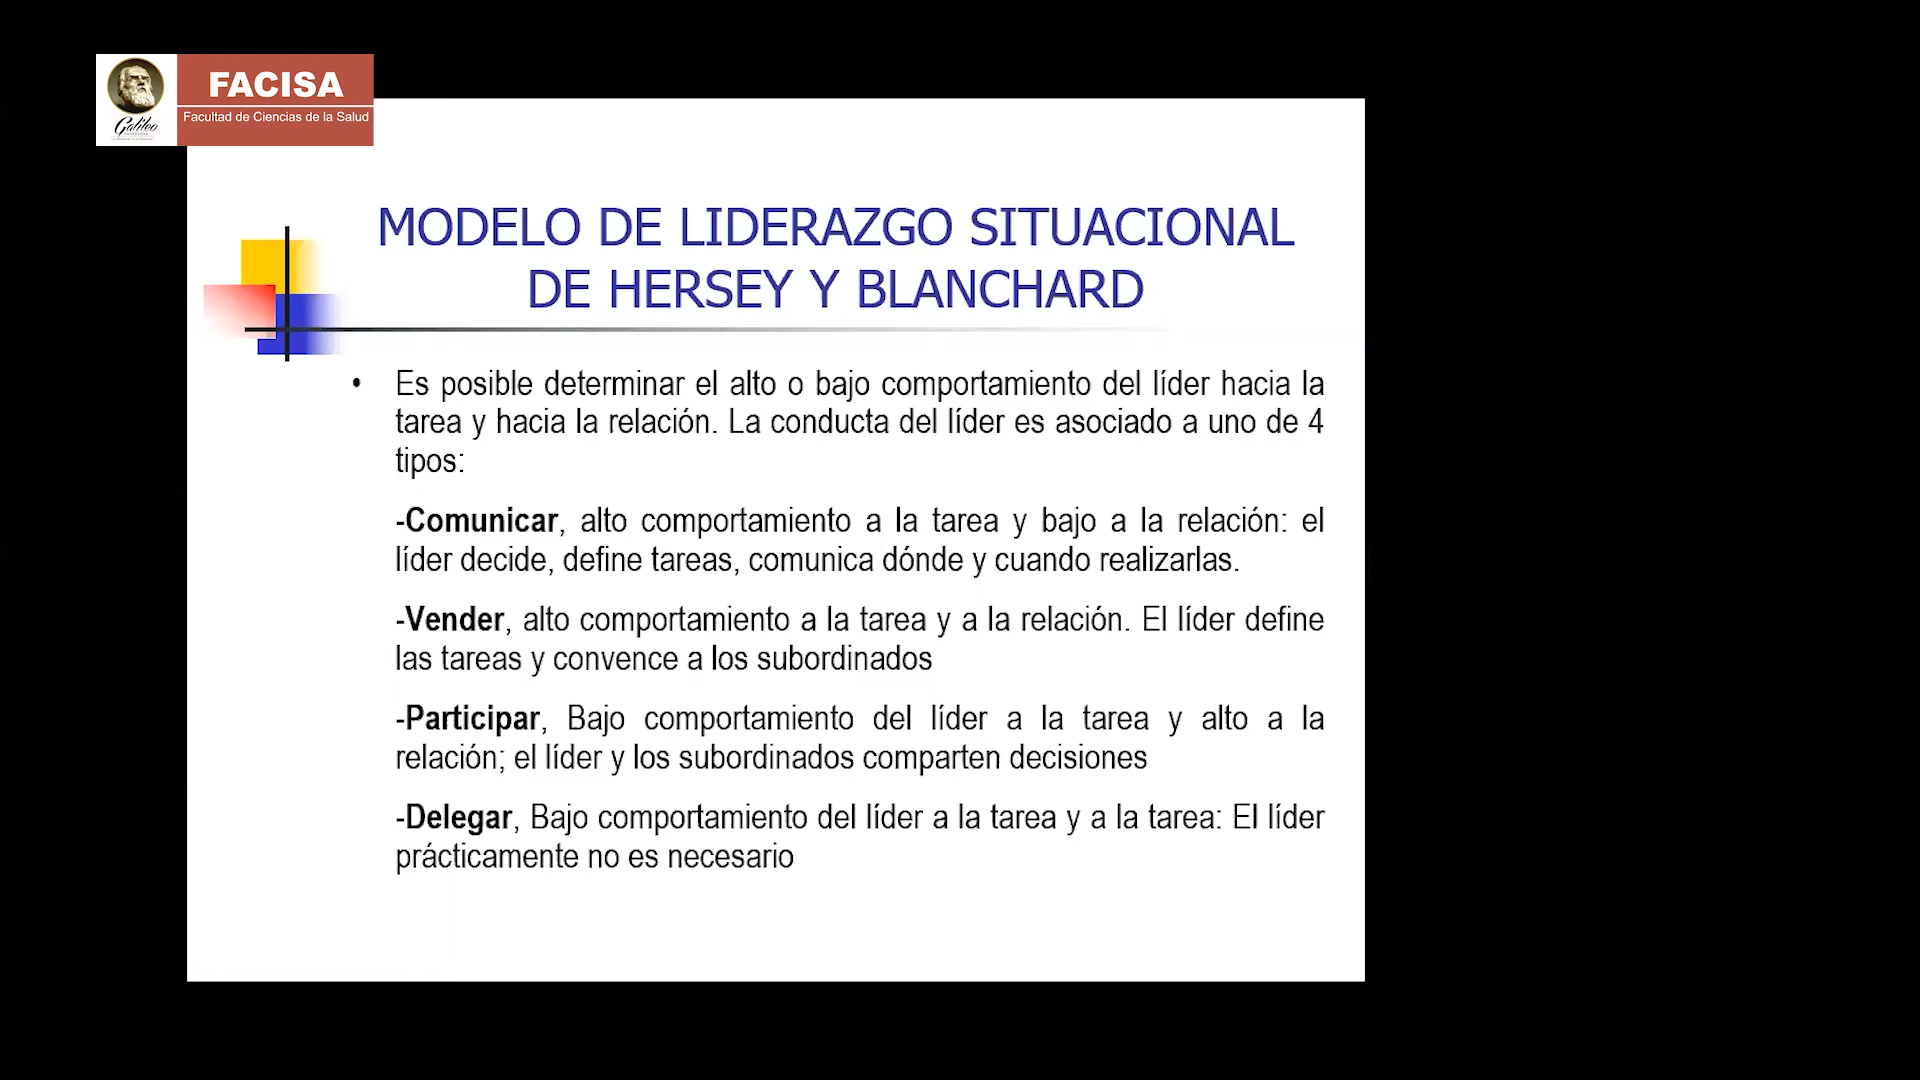 FACISA
Facultad de Ciencias de la Salud
Galileo
MODELO DE LIDERAZGO SITUACIONAL
DE HERSEY Y BLANCHARD
• Es posible determinar el alto o bajo comportamiento del líder hacia la
tarea y hacia la relación. La conducta del líder es asociado a uno de 4
tipos:
-Comunicar, alto comportamiento a la tarea y bajo a la relación: el
líder decide, define tareas, comunica dónde y cuando realizarlas.
-Vender, alto comportamiento a la tarea y a la relación. El líder define
las tareas y convence a los subordinados
-Participar, Bajo comportamiento del líder a la tarea y alto a la
relación; el líder y los subordinados comparten decisiones
-Delegar, Bajo comportamiento del líder a la tarea y a la tarea: El líder
prácticamente no es necesario